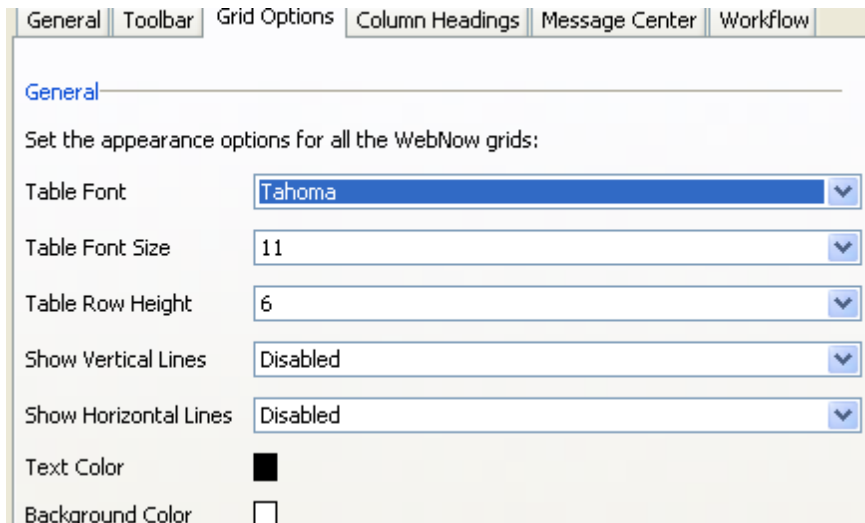 General Toolbar Grid Options Column Headings Message Center Workflow
General
Set the appearance options for all the WebNow grids:
Table Font Tahoma
Table Font Size 11
Table Row Height 6
Show Vertical Lines Disabled
Show Horizontal Lines Disabled
Text Color
Background Color